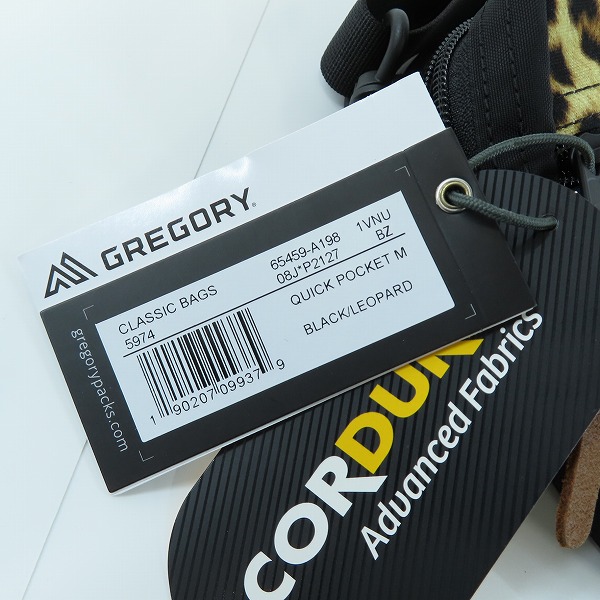 GREGORY®
CLASSIC BAGS 65459-A198 1VNU
5974 08J*P2127 BZ
QUICK POCKET M
BLACK/LEOPARD
1 90207 09937 9
gregorypacks.com
CORDUR
Advanced Fabrics